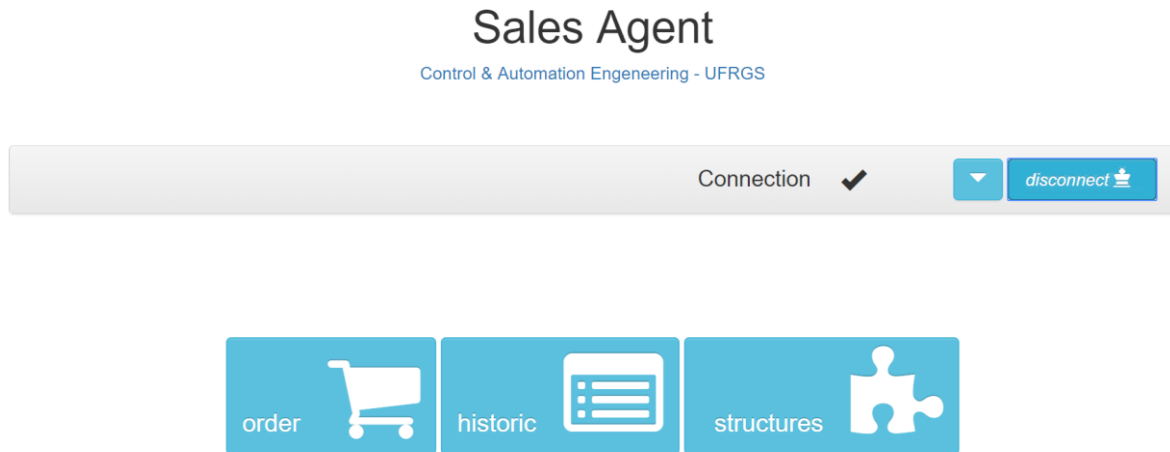 Sales Agent
Control & Automation Engeneering - UFRGS
Connection disconnect
order historic structures